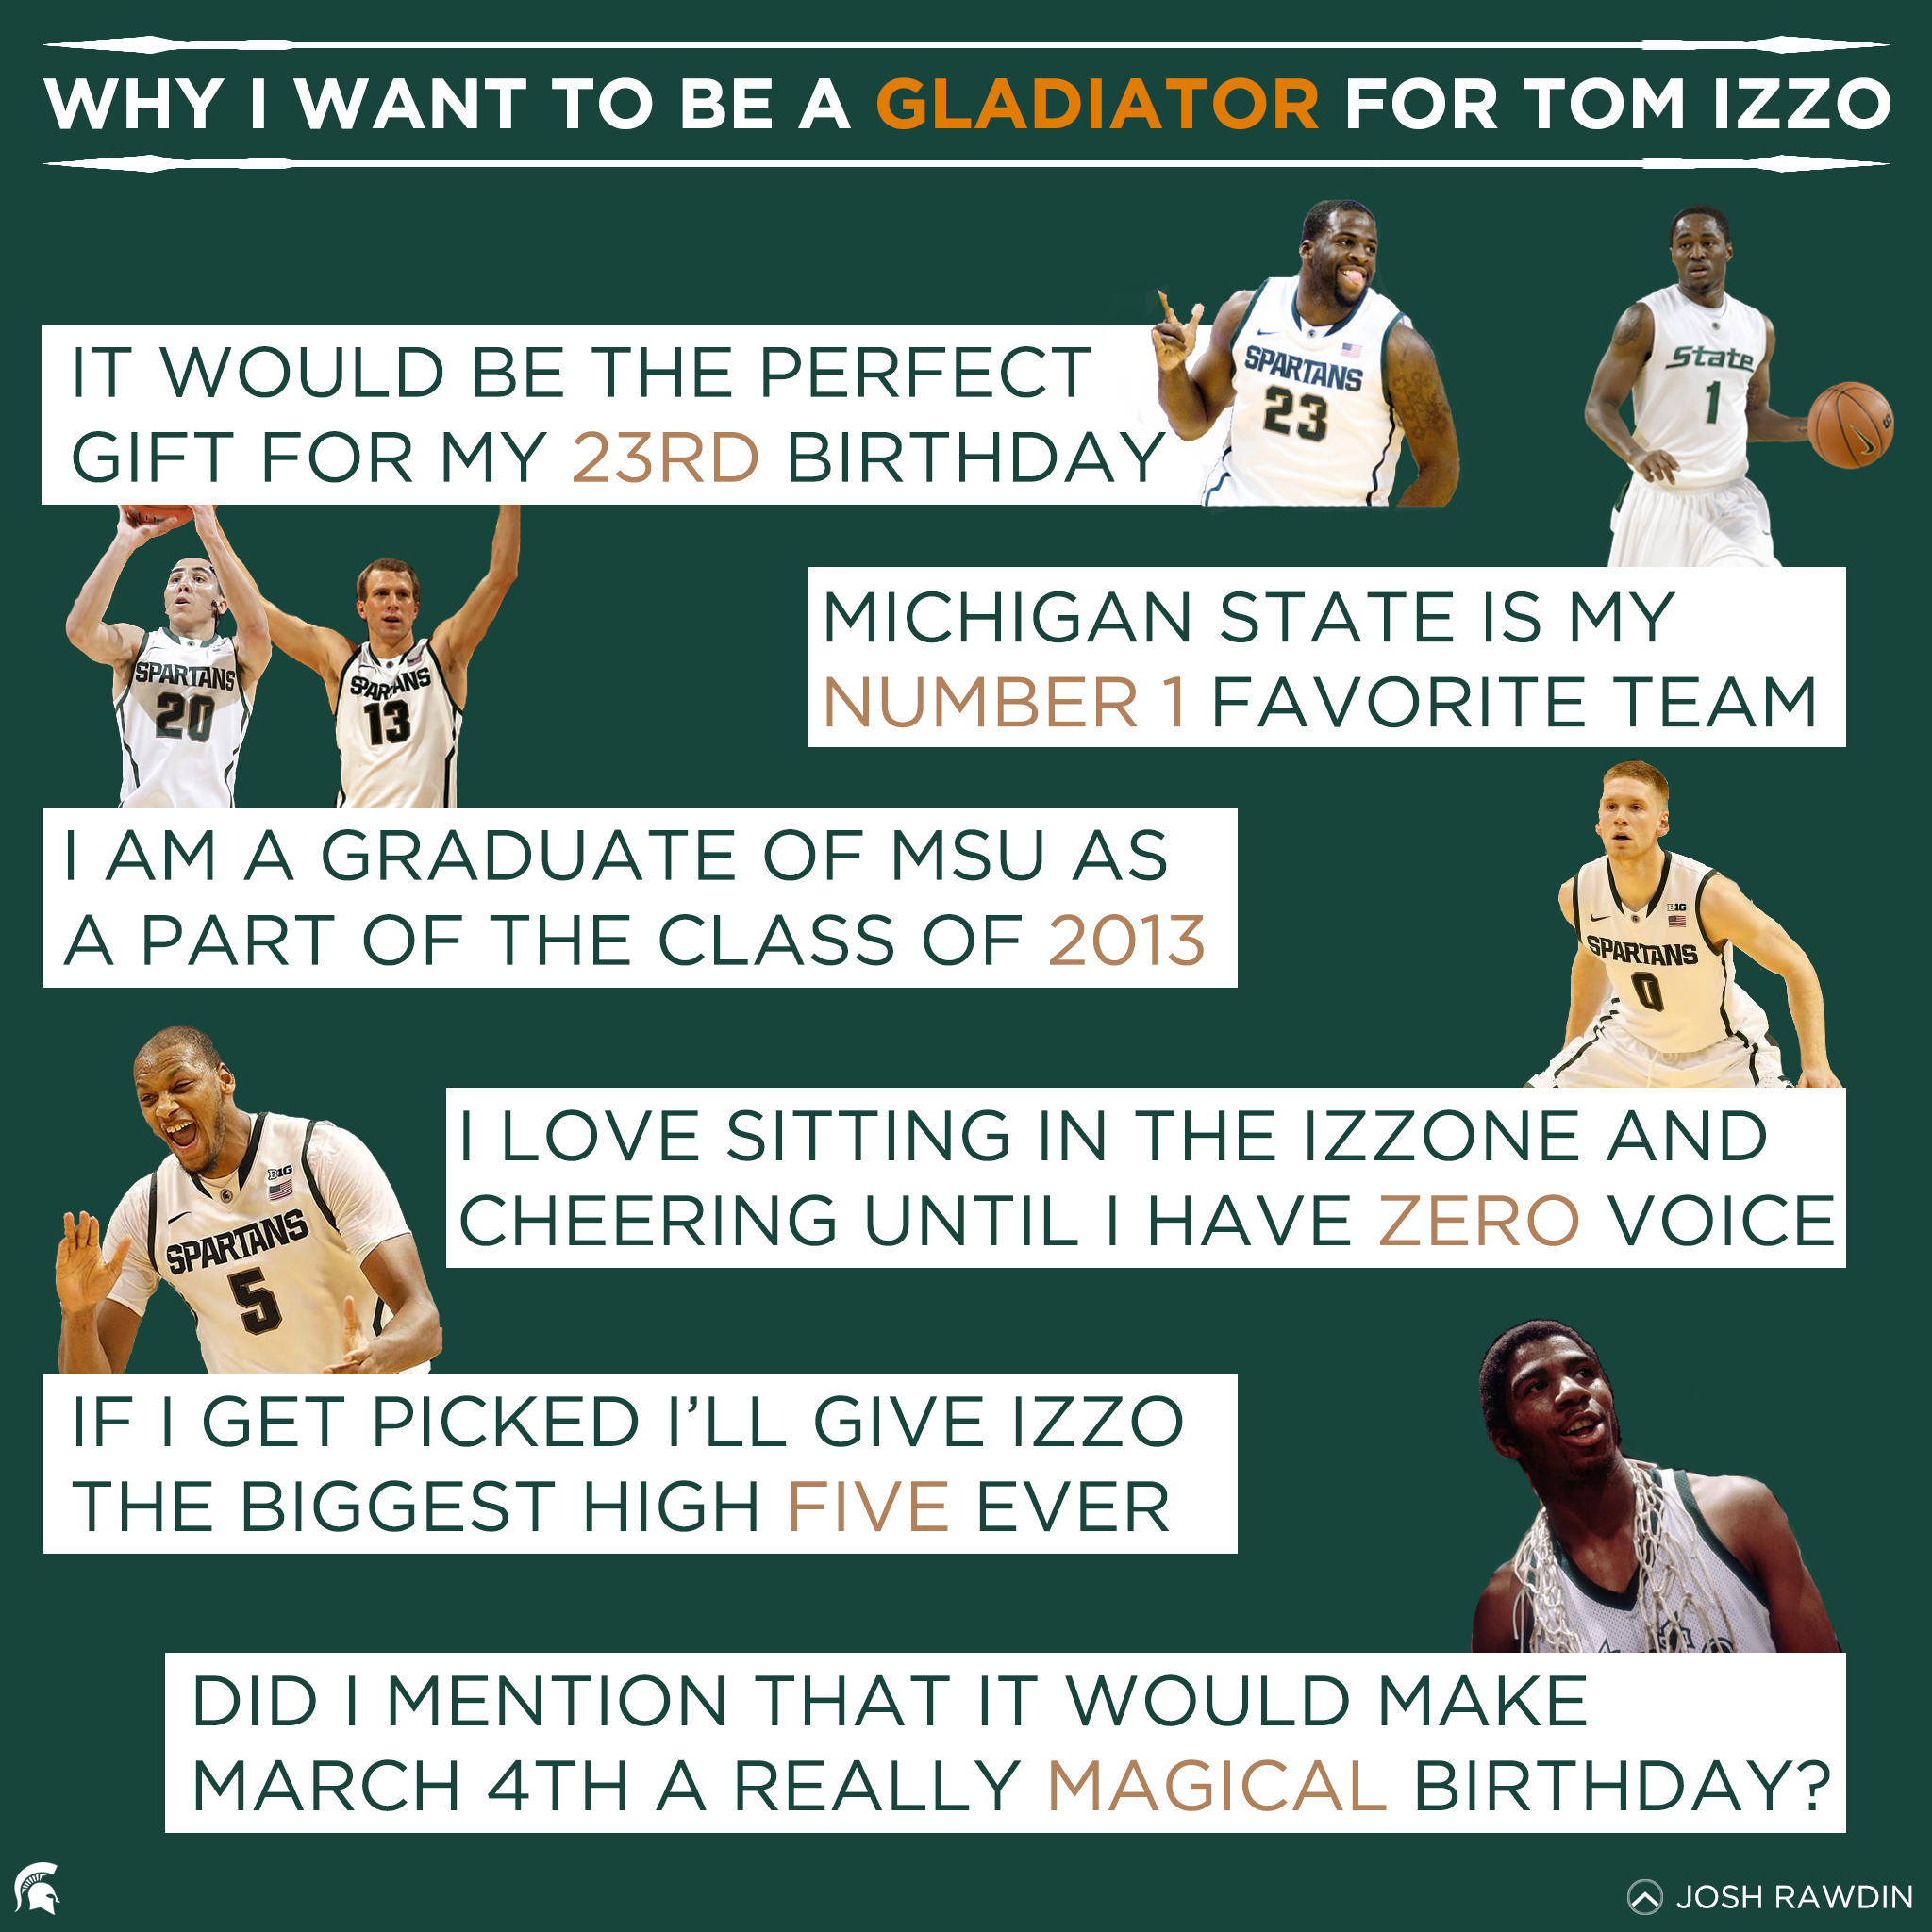 WHY I WANT TO BE A GLADIATOR FOR TOM IZZO
SPARTANS
23
State
1
IT WOULD BE THE PERFECT
GIFT FOR MY 23RD BIRTHDAY
SPARTANS
20
SPARTANS
13
MICHIGAN STATE IS MY
NUMBER 1 FAVORITE TEAM
I AM A GRADUATE OF MSU AS
A PART OF THE CLASS OF 2013
B1G
SPARTANS
0
B1G
SPARTANS
5
I LOVE SITTING IN THE IZZONE AND
CHEERING UNTIL I HAVE ZERO VOICE
IF I GET PICKED I'LL GIVE IZZO
THE BIGGEST HIGH FIVE EVER
DID I MENTION THAT IT WOULD MAKE
MARCH 4TH A REALLY MAGICAL BIRTHDAY?
JOSH RAWDIN